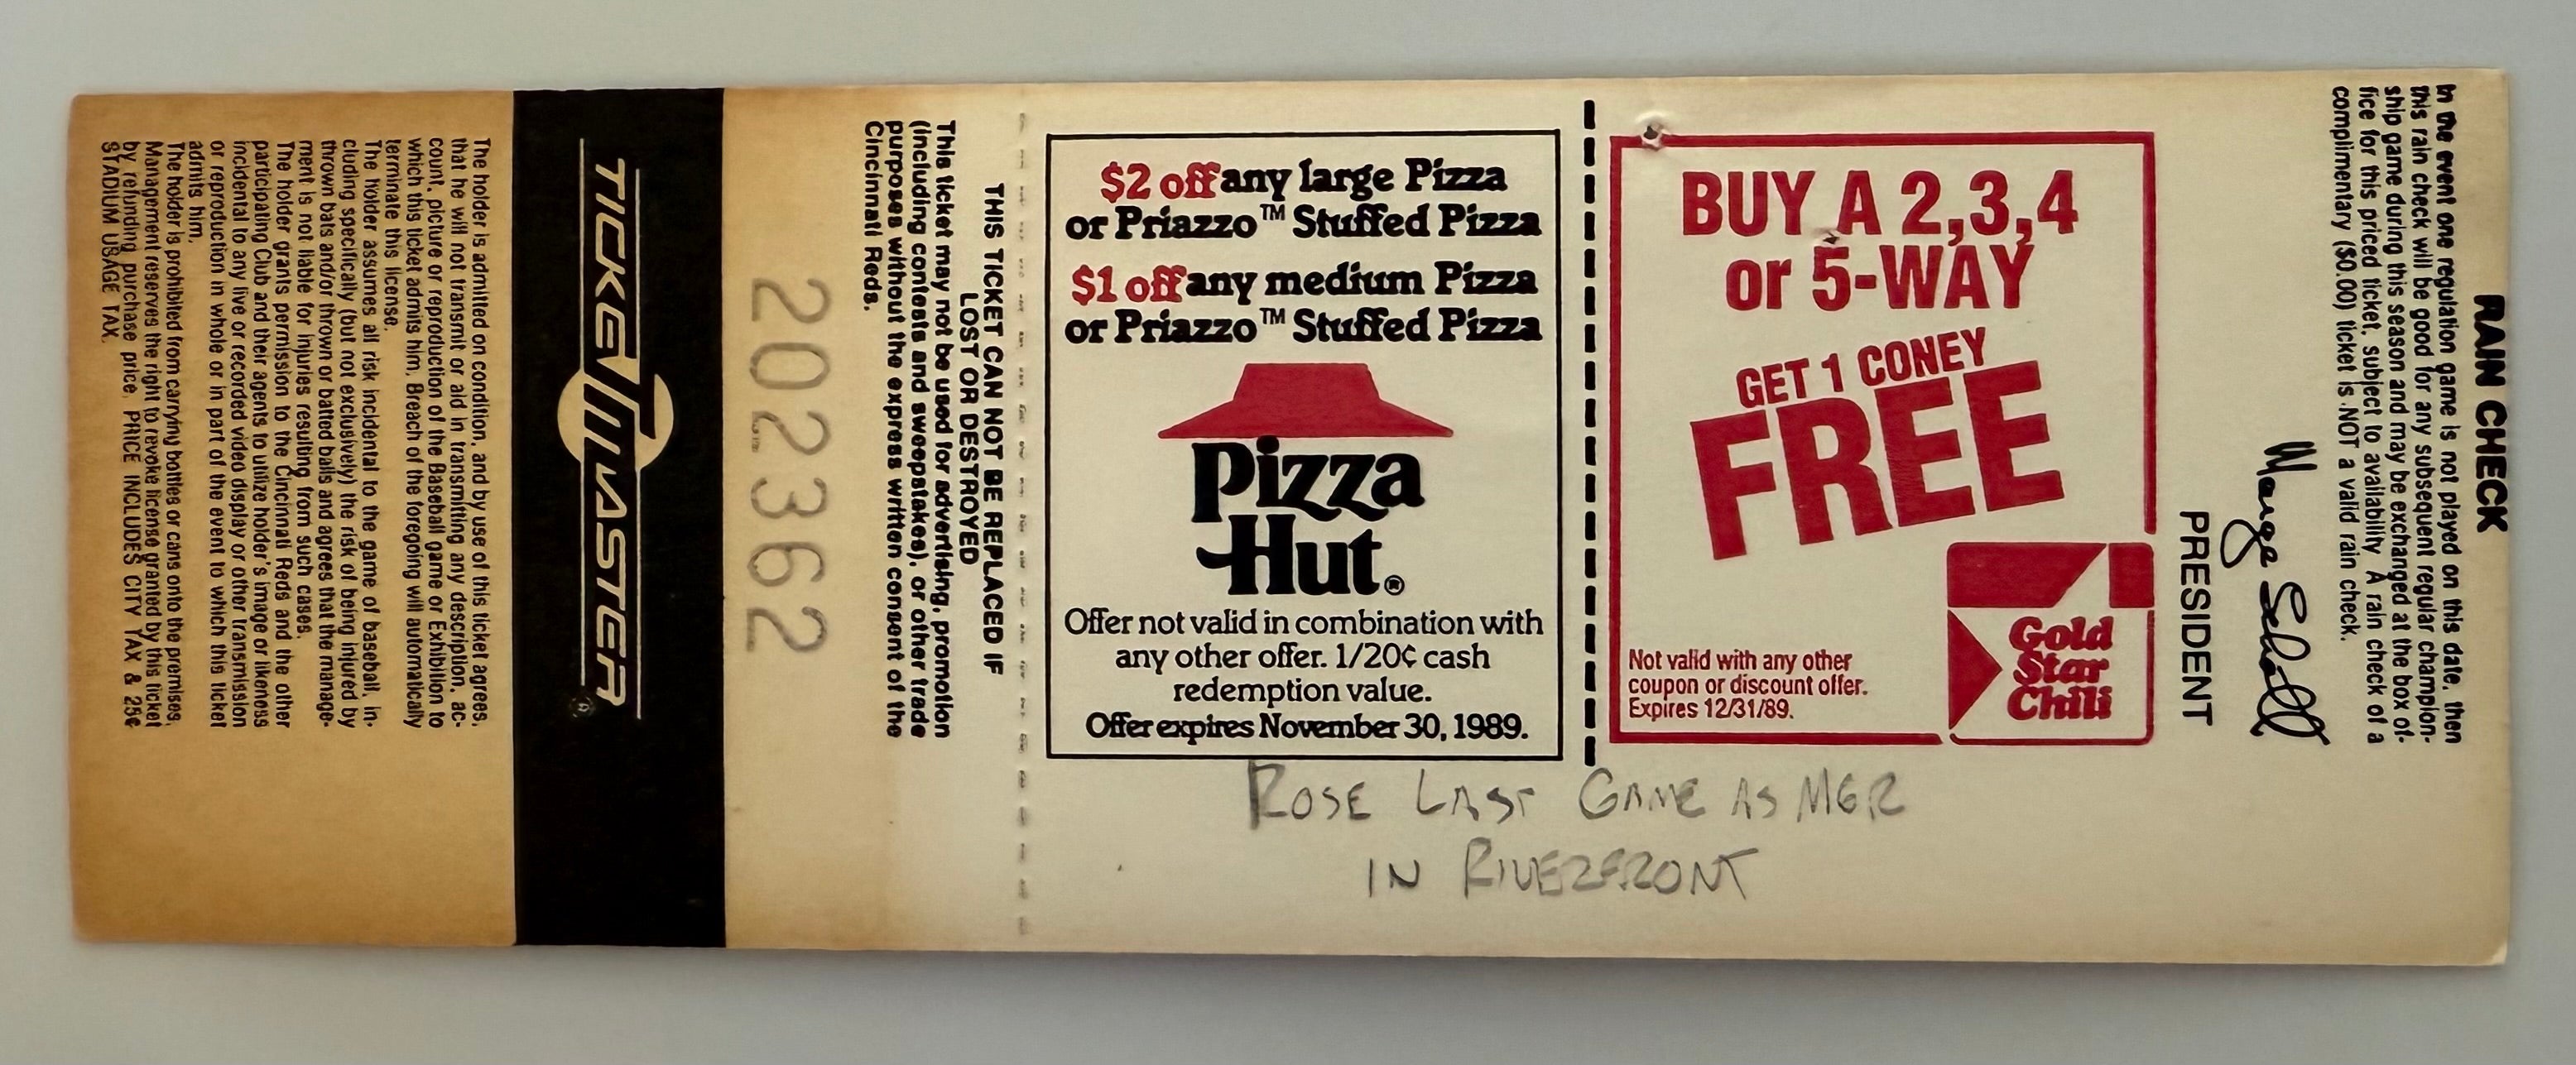 The holder is admitted on condition, and by use of this ticket agrees,
that he will not transmit or aid in transmitting any description, ac-
count, picture or reproduction of the Baseball game or Exhibition to
which this ticket admits him. Breach of the foregoing will automatically
terminate this license.
The holder assumes all risk incidental to the game of baseball, in-
cluding specifically (but not exclusively) the risk of being injured by
thrown bats and/or thrown or batted balls and agrees that the manage-
ment is not liable for injuries resulting from such cases.
The holder grants permission to the Cincinnati Reds and the other
participating Club and their agents to utilize holder's image or likeness
incidental to any live or recorded video display or other transmission
or reproduction in whole or in part of the event to which this ticket
admits him.
The holder is prohibited from carrying bottles or cans onto the premises.
Management reserves the right to revoke license granted by this ticket
by refunding purchase price. PRICE INCLUDES CITY TAX & 25¢
STADIUM USAGE TAX.
TICKETMASTER®
202362
THIS TICKET CAN NOT BE REPLACED IF
LOST OR DESTROYED
This ticket may not be used for advertising, promotion
(including contests and sweepstakes), or other trade
purposes without the express written consent of the
Cincinnati Reds.
$2 off any large Pizza
or Priazzo™ Stuffed Pizza
$1 off any medium Pizza
or Priazzo™ Stuffed Pizza
Pizza
Hut®
Offer not valid in combination with
any other offer. 1/20¢ cash
redemption value.
Offer expires November 30, 1989.
BUY A 2,3,4
or 5-WAY
GET 1 CONEY
FREE
Not valid with any other
coupon or discount offer.
Expires 12/31/89.
Gold
Star
Chili
ROSE LAST GAME AS MGR
IN RIVERFRONT
RAIN CHECK
In the event one regulation game is not played on this date, then
this rain check will be good for any subsequent regular champion-
ship game during this season and may be exchanged at the box of-
fice for this priced ticket, subject to availability. A rain check of a
complimentary ($0.00) ticket is NOT a valid rain check.
Marge Schott
PRESIDENT